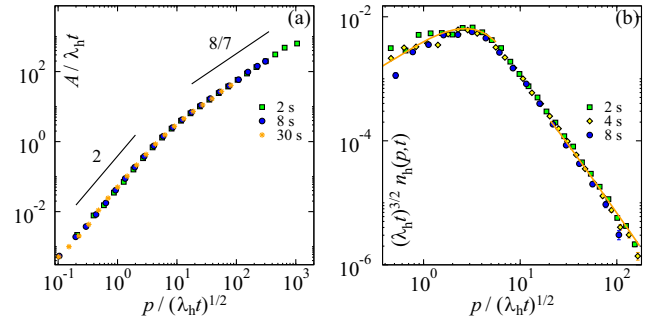 (a)
A / λₕt
10²
10⁰
10⁻²
8/7
2
2 s
8 s
30 s
10⁻¹ 10⁰ 10¹ 10² 10³
p / (λₕt)^1/2
(b)
(λₕt)^3/2 nₕ(p,t)
10⁻²
10⁻⁴
10⁻⁶
2 s
4 s
8 s
10⁰ 10¹ 10²
p / (λₕt)^1/2